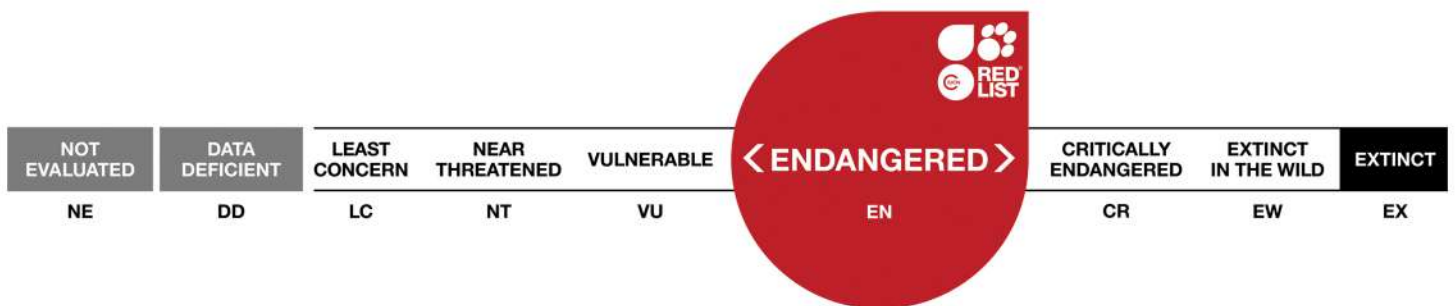 RED
LIST
IUCN
NOT
EVALUATED
DATA
DEFICIENT
LEAST
CONCERN
NEAR
THREATENED
VULNERABLE
<ENDANGERED>
CRITICALLY
ENDANGERED
EXTINCT
IN THE WILD
EXTINCT
NE
DD
LC
NT
VU
EN
CR
EW
EX